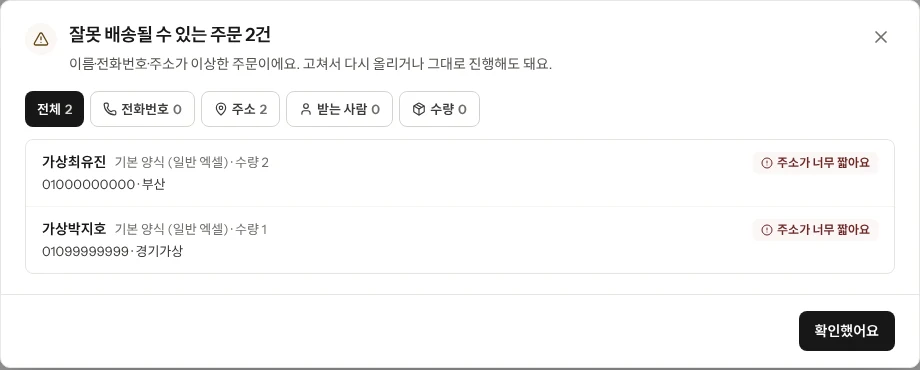 잘못 배송될 수 있는 주문 2건
이름·전화번호·주소가 이상한 주문이에요. 고쳐서 다시 올리거나 그대로 진행해도 돼요.
전체 2 전화번호 0 주소 2 받는 사람 0 수량 0
가상최유진 기본 양식 (일반 엑셀) · 수량 2 주소가 너무 짧아요
01000000000 · 부산
가상박지호 기본 양식 (일반 엑셀) · 수량 1 주소가 너무 짧아요
01099999999 · 경기가상
확인했어요